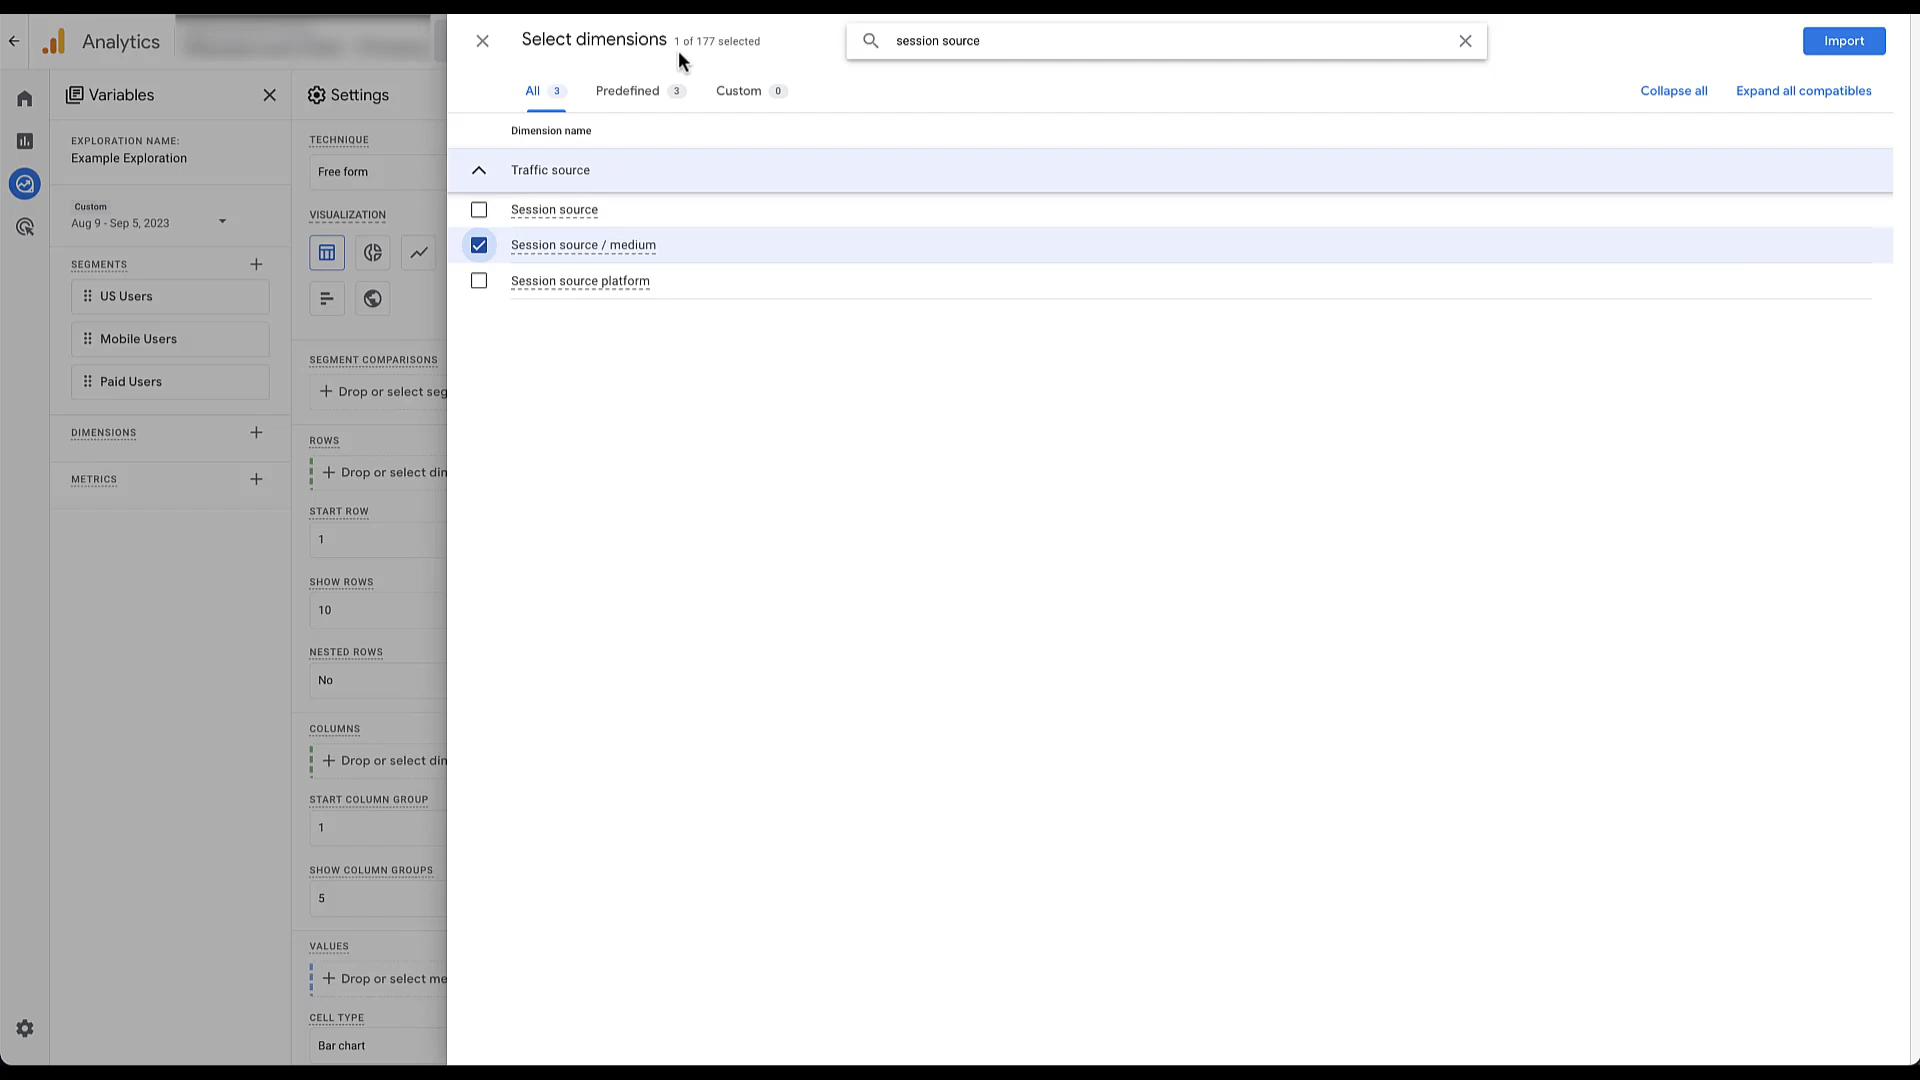 Analytics
Variables
EXPLORATION NAME:
Example Exploration
Custom
Aug 9 - Sep 5, 2023
SEGMENTS
US Users
Mobile Users
Paid Users
DIMENSIONS
METRICS
Settings
TECHNIQUE
Free form
VISUALIZATION
SEGMENT COMPARISONS
Drop or select seg
ROWS
Drop or select din
START ROW
1
SHOW ROWS
10
NESTED ROWS
No
COLUMNS
Drop or select din
START COLUMN GROUP
1
SHOW COLUMN GROUPS
5
VALUES
Drop or select me
CELL TYPE
Bar chart
Select dimensions 1 of 177 selected
session source
Import
All 3 Predefined 3 Custom 0
Collapse all Expand all compatibles
Dimension name
Traffic source
Session source
Session source / medium
Session source platform